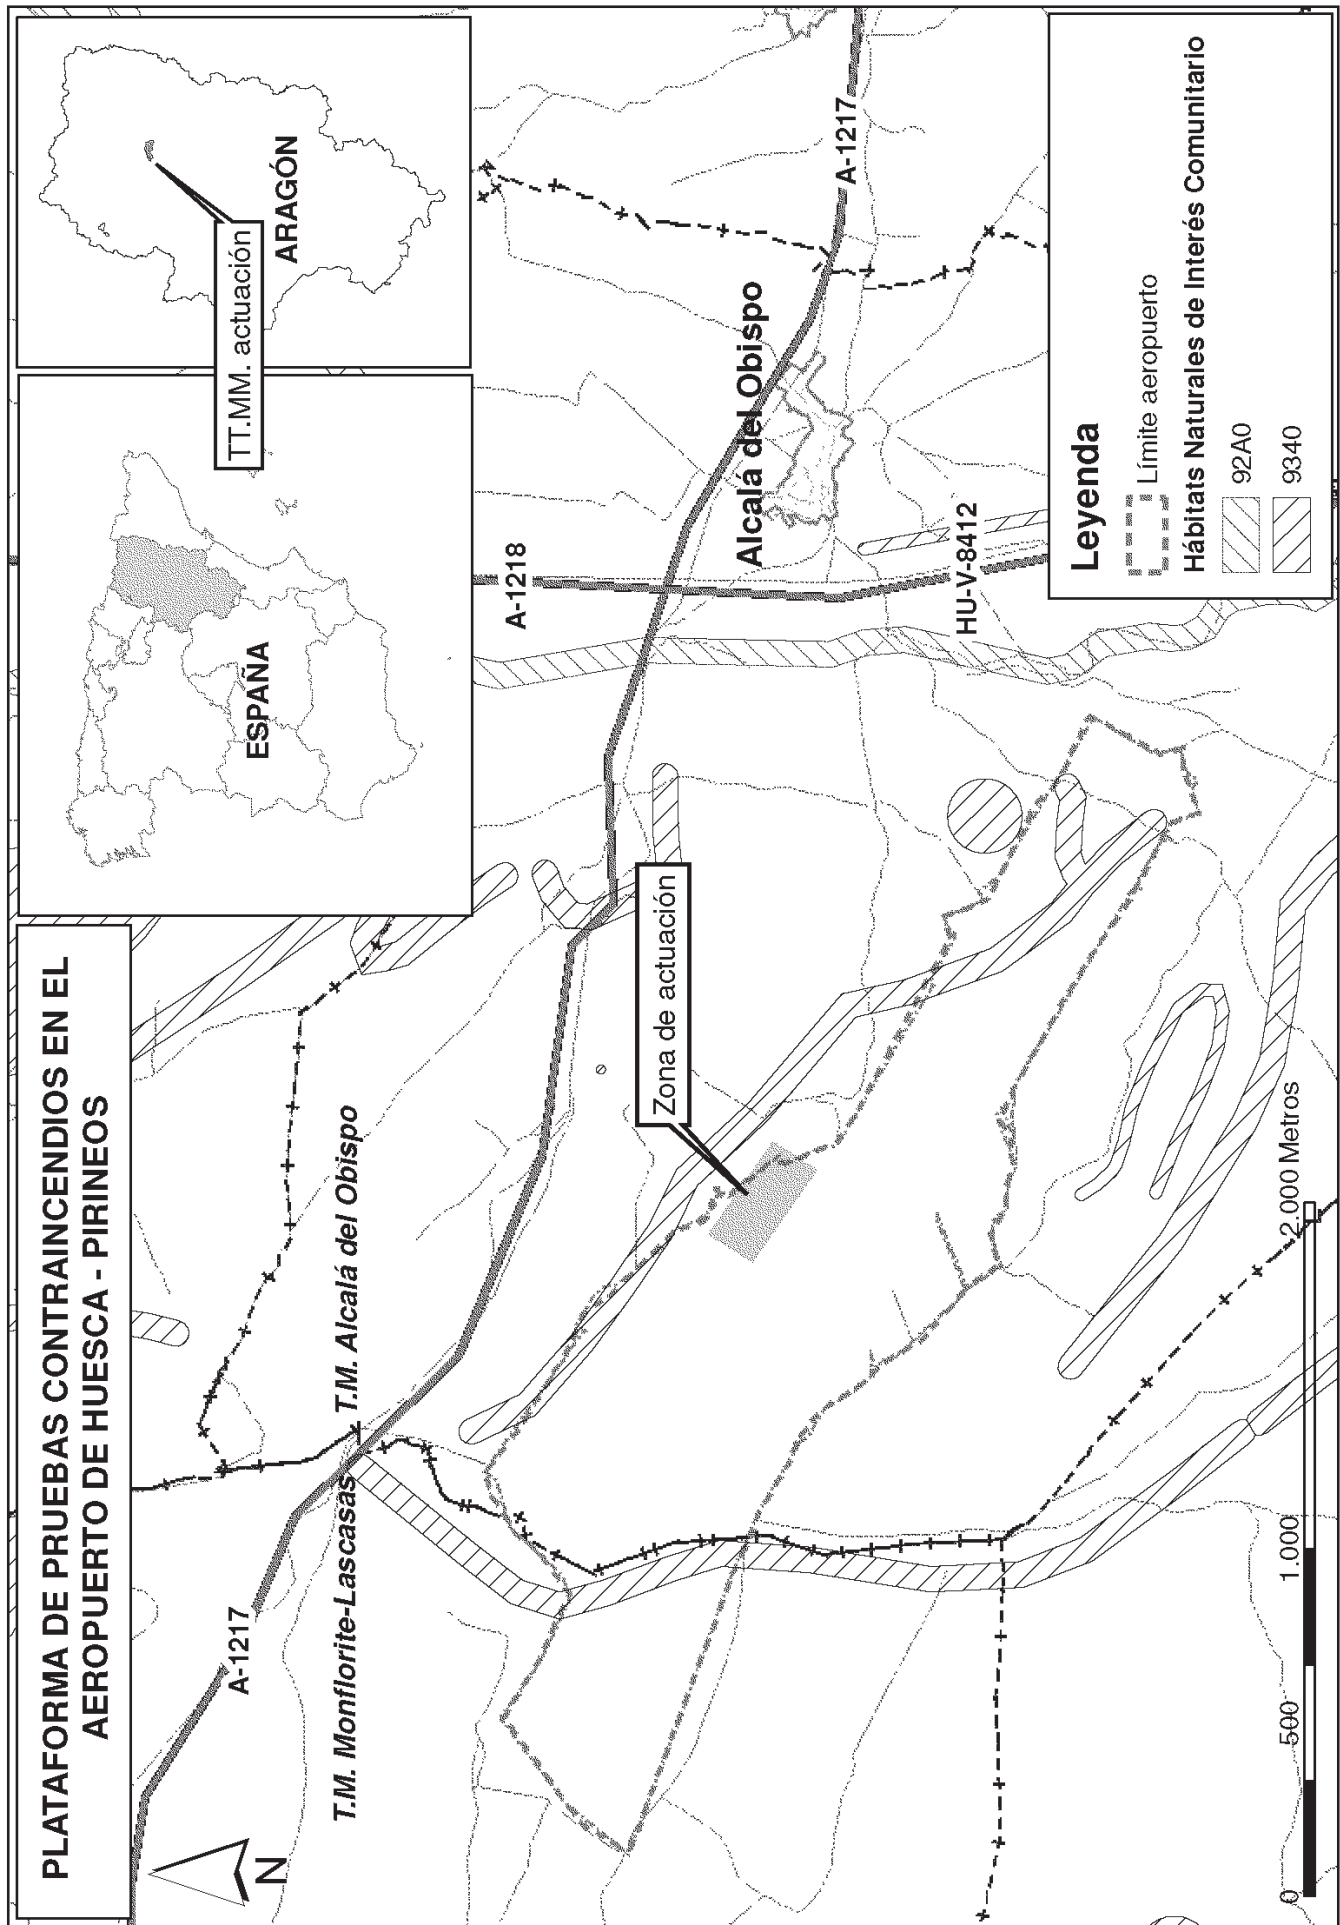 PLATAFORMA DE PRUEBAS CONTRAINCENDIOS EN EL
AEROPUERTO DE HUESCA - PIRINEOS
ESPAÑA
TT.MM. actuación
ARAGÓN
N
A-1217
T.M. Monflorite-Lascasas
T.M. Alcalá del Obispo
Zona de actuación
A-1218
Alcalá del Obispo
A-1217
HU-V-8412
0
500
1.000
2.000 Metros
Leyenda
Límite aeropuerto
Hábitats Naturales de Interés Comunitario
92A0
9340